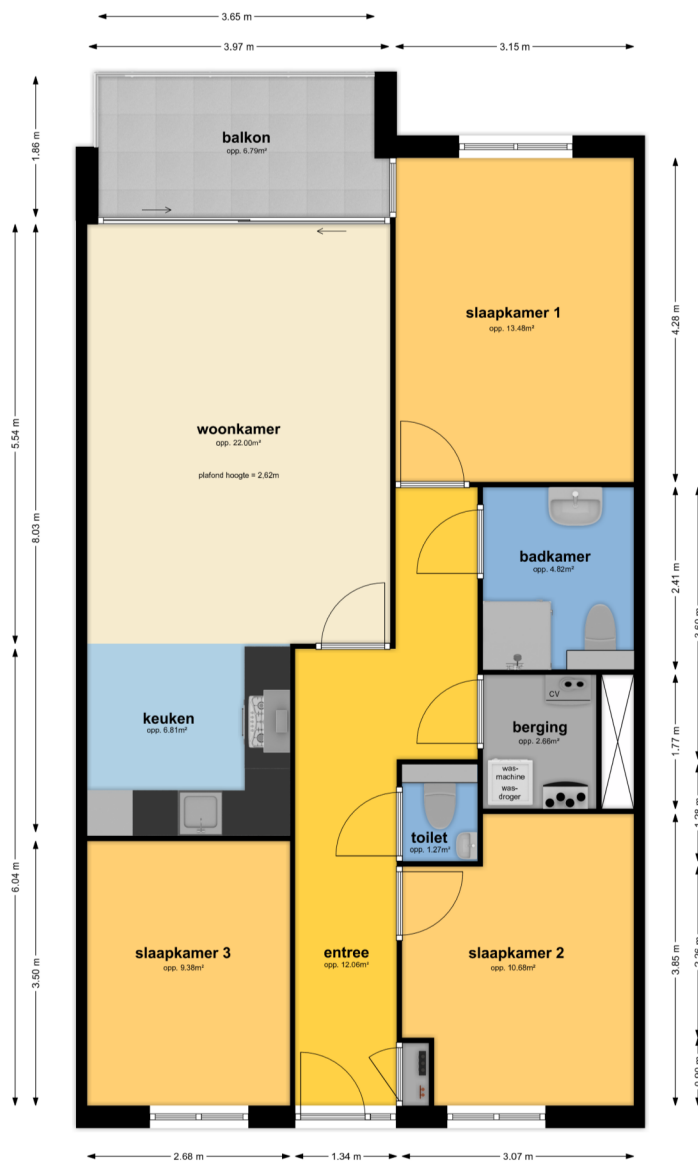 3.65 m
3.97 m
3.15 m
balkon
opp. 6.79m²
1.86 m
slaapkamer 1
opp. 13.48m²
4.28 m
woonkamer
opp. 22.00m²
plafond hoogte = 2,62m
5.54 m
8.03 m
badkamer
opp. 4.82m²
2.41 m
keuken
opp. 6.81m²
CV
berging
opp. 2.66m²
1.77 m
was-
machine
was-
droger
toilet
opp. 1.27m²
6.04 m
3.50 m
slaapkamer 3
opp. 9.38m²
entree
opp. 12.06m²
slaapkamer 2
opp. 10.68m²
3.85 m
2.68 m
1.34 m
3.07 m